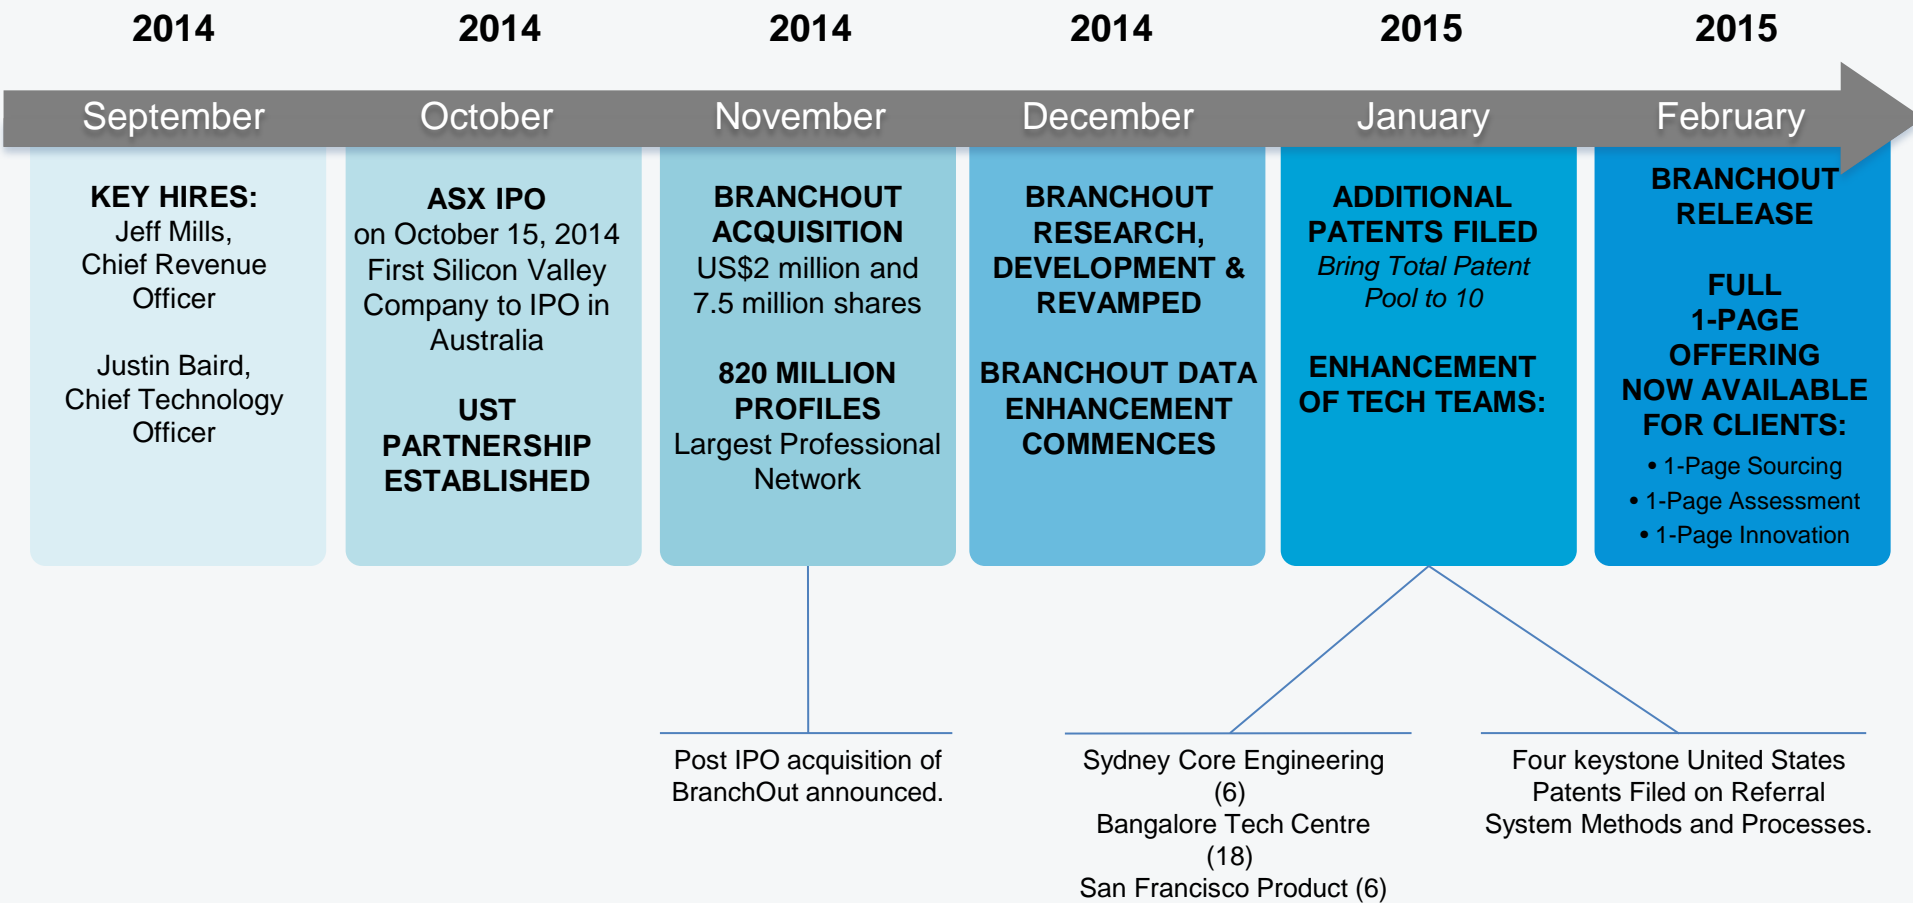 2014
2014
2014
2014
2015
2015
September
October
November
December
January
February
KEY HIRES:
Jeff Mills,
Chief Revenue
Officer
Justin Baird,
Chief Technology
Officer
ASX IPO
on October 15, 2014
First Silicon Valley
Company to IPO in
Australia
UST
PARTNERSHIP
ESTABLISHED
BRANCHOUT
ACQUISITION
US$2 million and
7.5 million shares
820 MILLION
PROFILES
Largest Professional
Network
BRANCHOUT
RESEARCH,
DEVELOPMENT &
REVAMPED
BRANCHOUT DATA
ENHANCEMENT
COMMENCES
ADDITIONAL
PATENTS FILED
Bring Total Patent
Pool to 10
ENHANCEMENT
OF TECH TEAMS:
BRANCHOUT
RELEASE
FULL
1-PAGE
OFFERING
NOW AVAILABLE
FOR CLIENTS:
• 1-Page Sourcing
• 1-Page Assessment
• 1-Page Innovation
Post IPO acquisition of
BranchOut announced.
Sydney Core Engineering
(6)
Bangalore Tech Centre
(18)
San Francisco Product (6)
Four keystone United States
Patents Filed on Referral
System Methods and Processes.